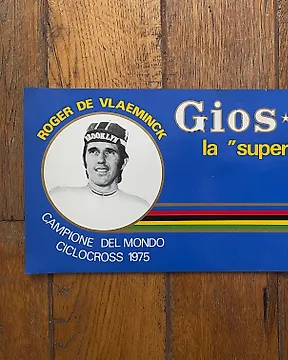 ROGER DE VLAEMINCK
BROOKLYN
Gios
la "super
CAMPIONE DEL MONDO
CICLOCROSS 1975